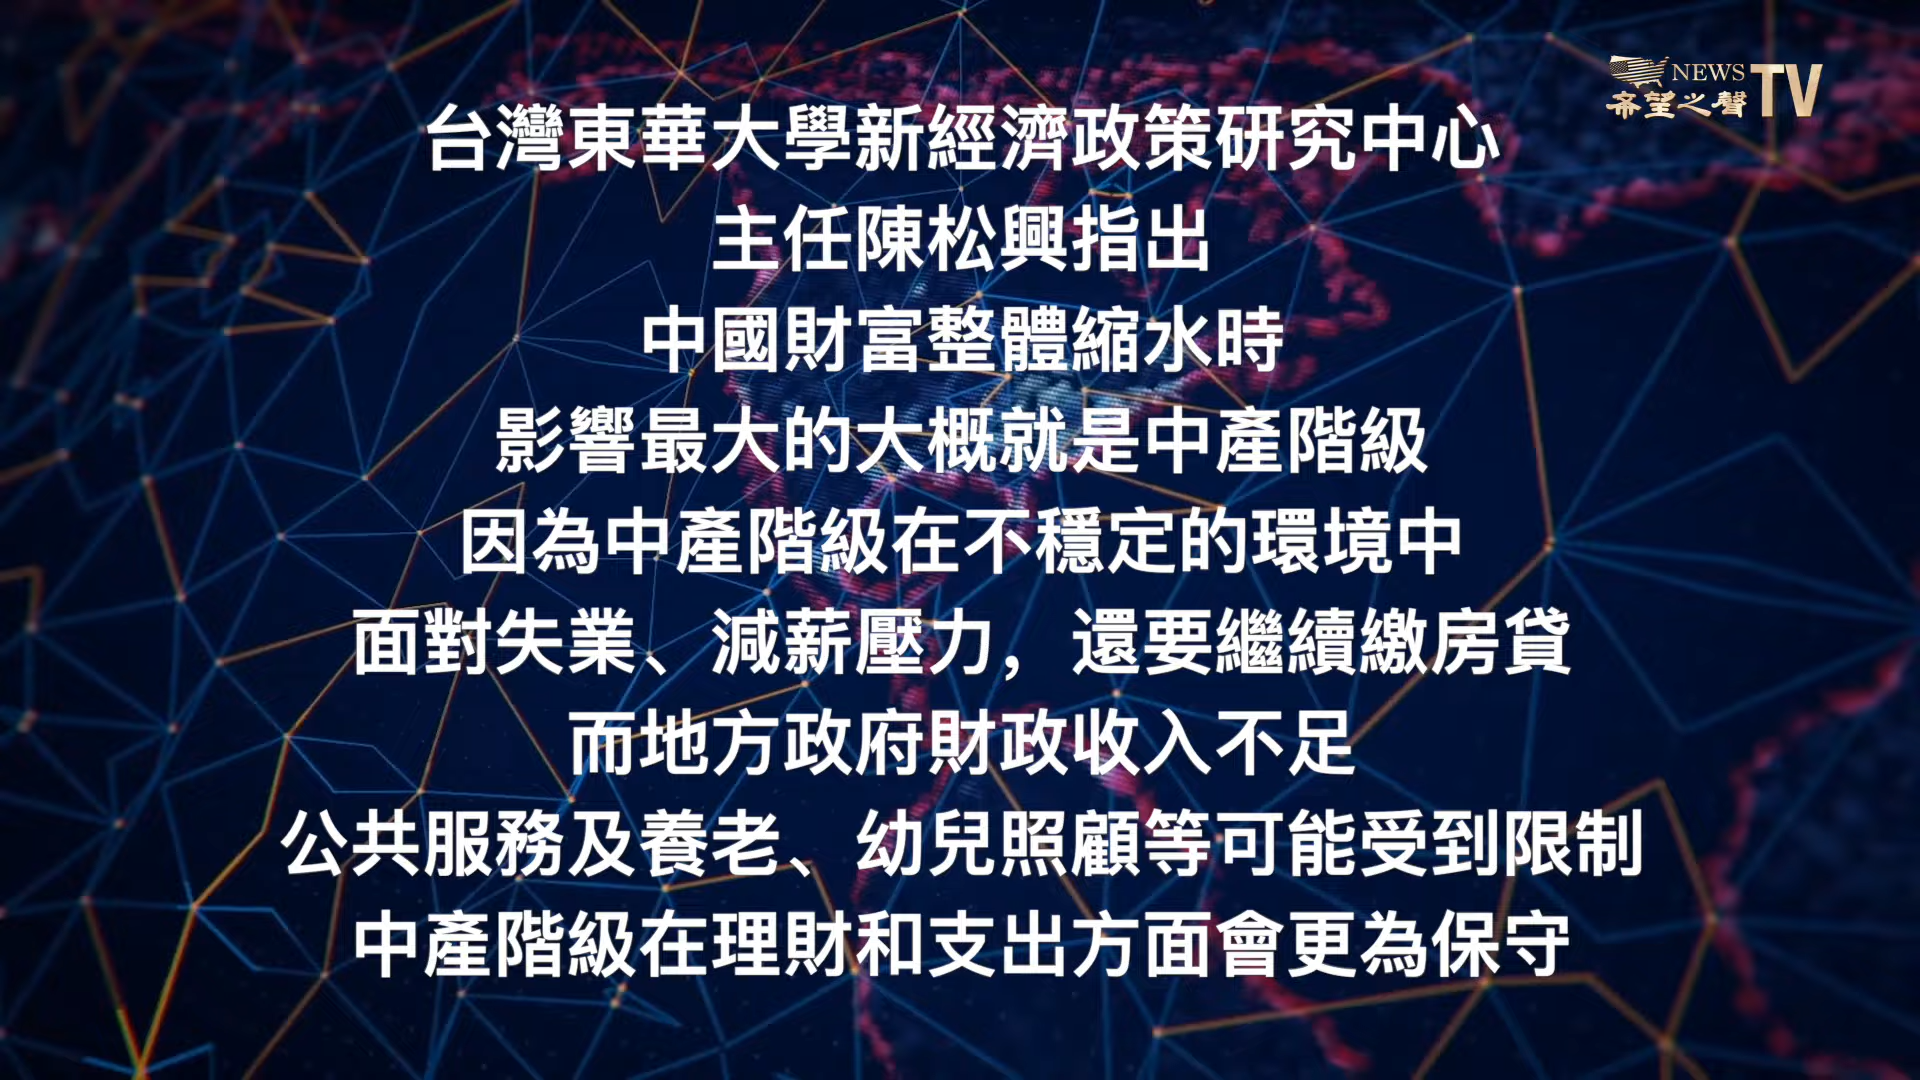 NEWS
希望之聲TV
台灣東華大學新經濟政策研究中心
主任陳松興指出
中國財富整體縮水時
影響最大的大概就是中產階級
因為中產階級在不穩定的環境中
面對失業、減薪壓力，還要繼續繳房貸
而地方政府財政收入不足
公共服務及養老、幼兒照顧等可能受到限制
中產階級在理財和支出方面會更為保守